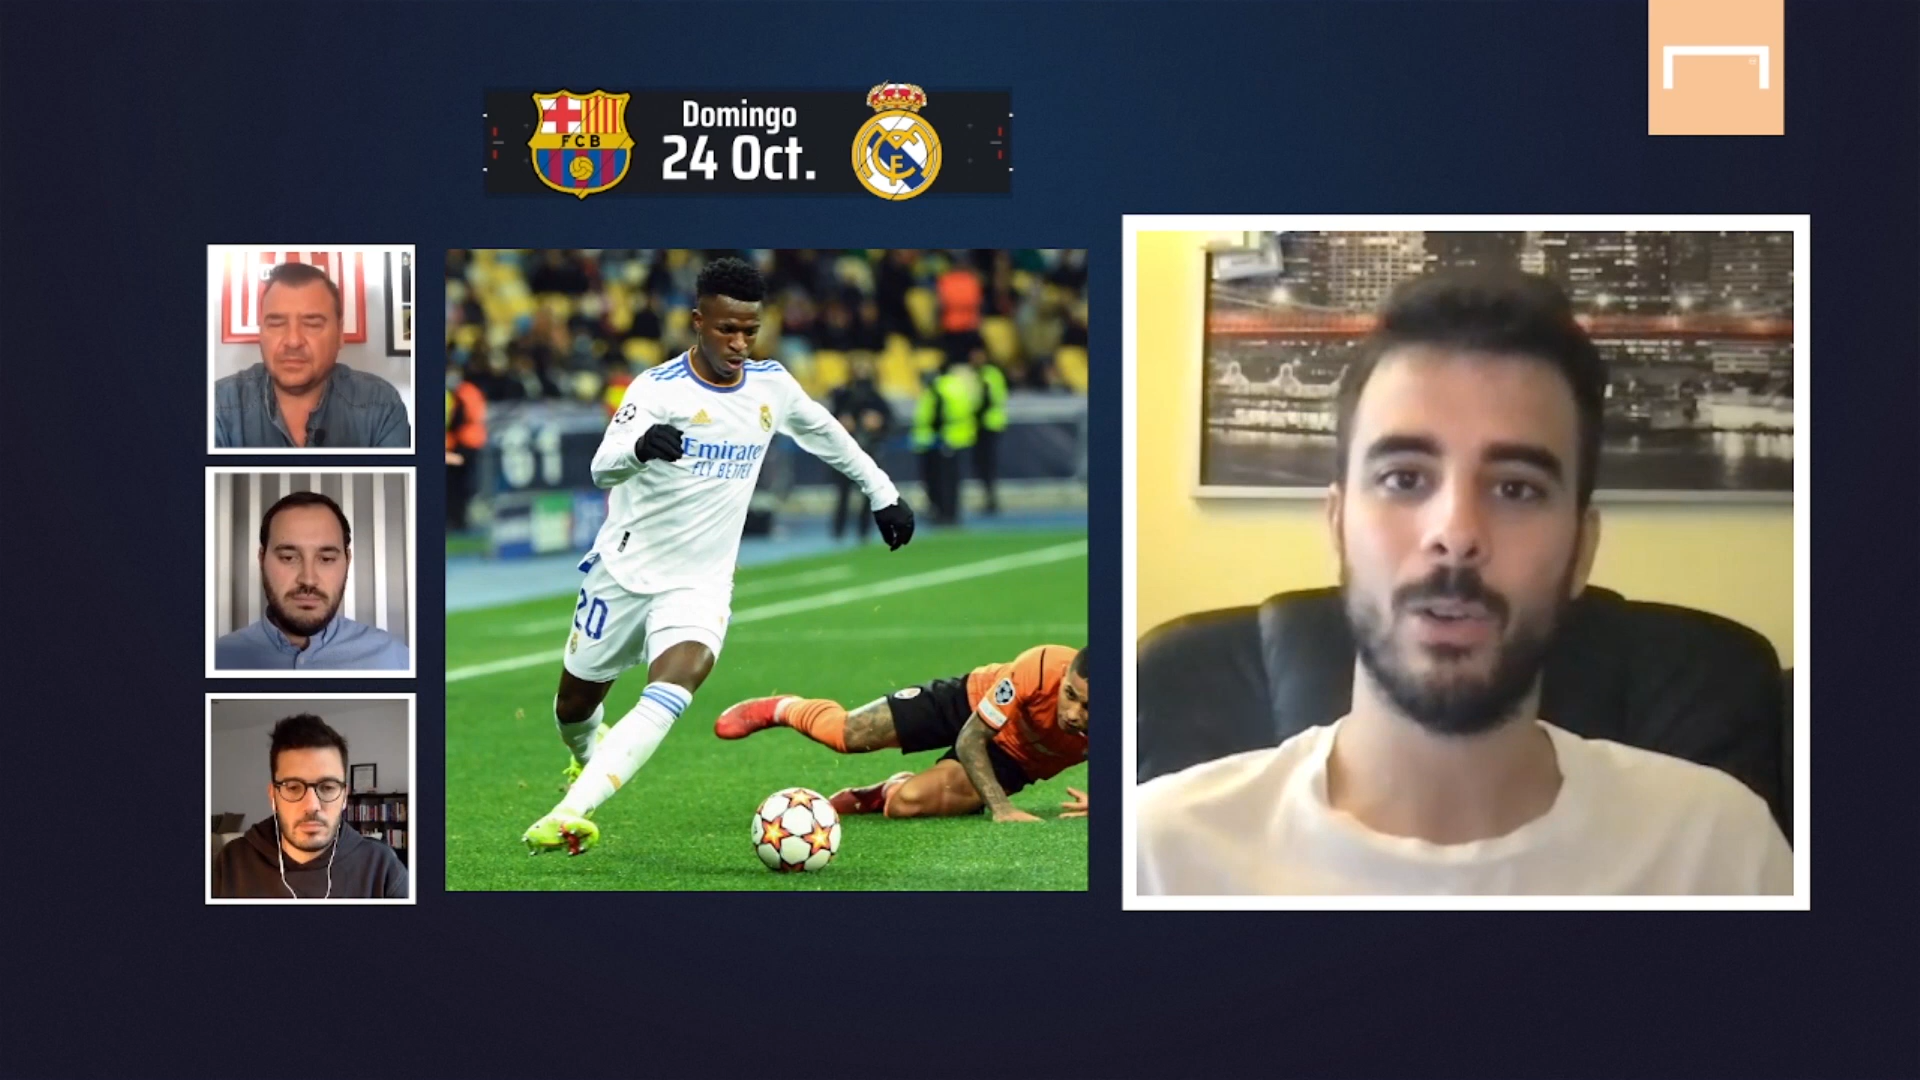 Domingo
24 Oct.
FCB
Emirates
FLY BETTER
20